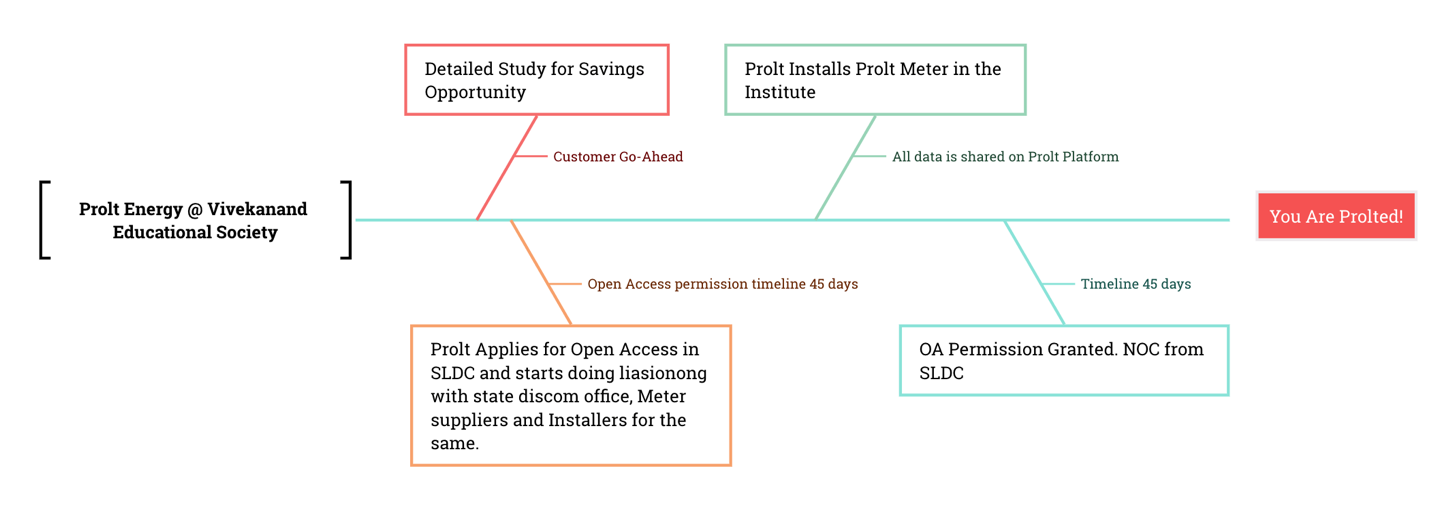 Detailed Study for Savings
Opportunity
Prolt Installs Prolt Meter in the
Institute
Customer Go-Ahead
All data is shared on Prolt Platform
Prolt Energy @ Vivekanand
Educational Society
You Are Prolted!
Open Access permission timeline 45 days
Timeline 45 days
Prolt Applies for Open Access in
SLDC and starts doing liasionong
with state discom office, Meter
suppliers and Installers for the
same.
OA Permission Granted. NOC from
SLDC